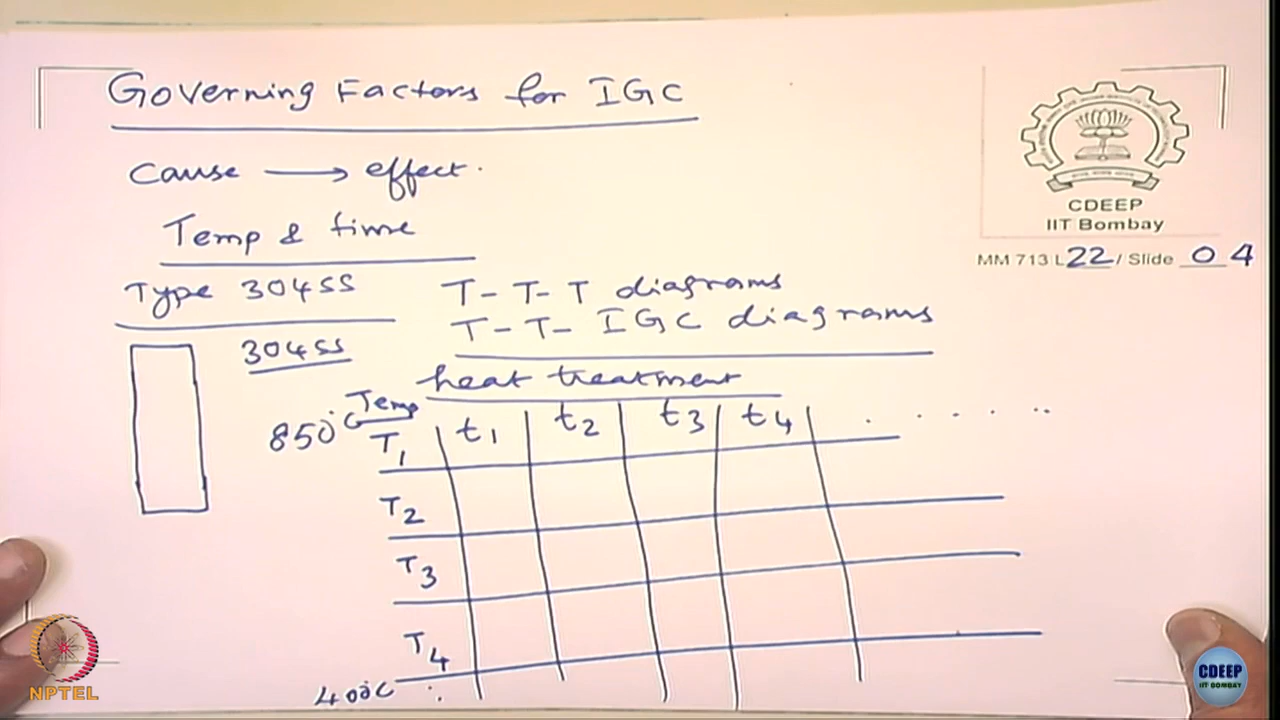 Governing Factors for IGC
Cause → effect.
Temp & time
Type 304SS
T-T-T diagrams
T-T-IGC diagrams
304SS
heat treatment
850°C
Temp
T1 t1 t2 t3 t4 . . . . . .
T2
T3
T4
400°C
:
CDEEP
IIT Bombay
MM 713 L22 / Slide 04
NPTEL
CDEEP
IIT BOMBAY